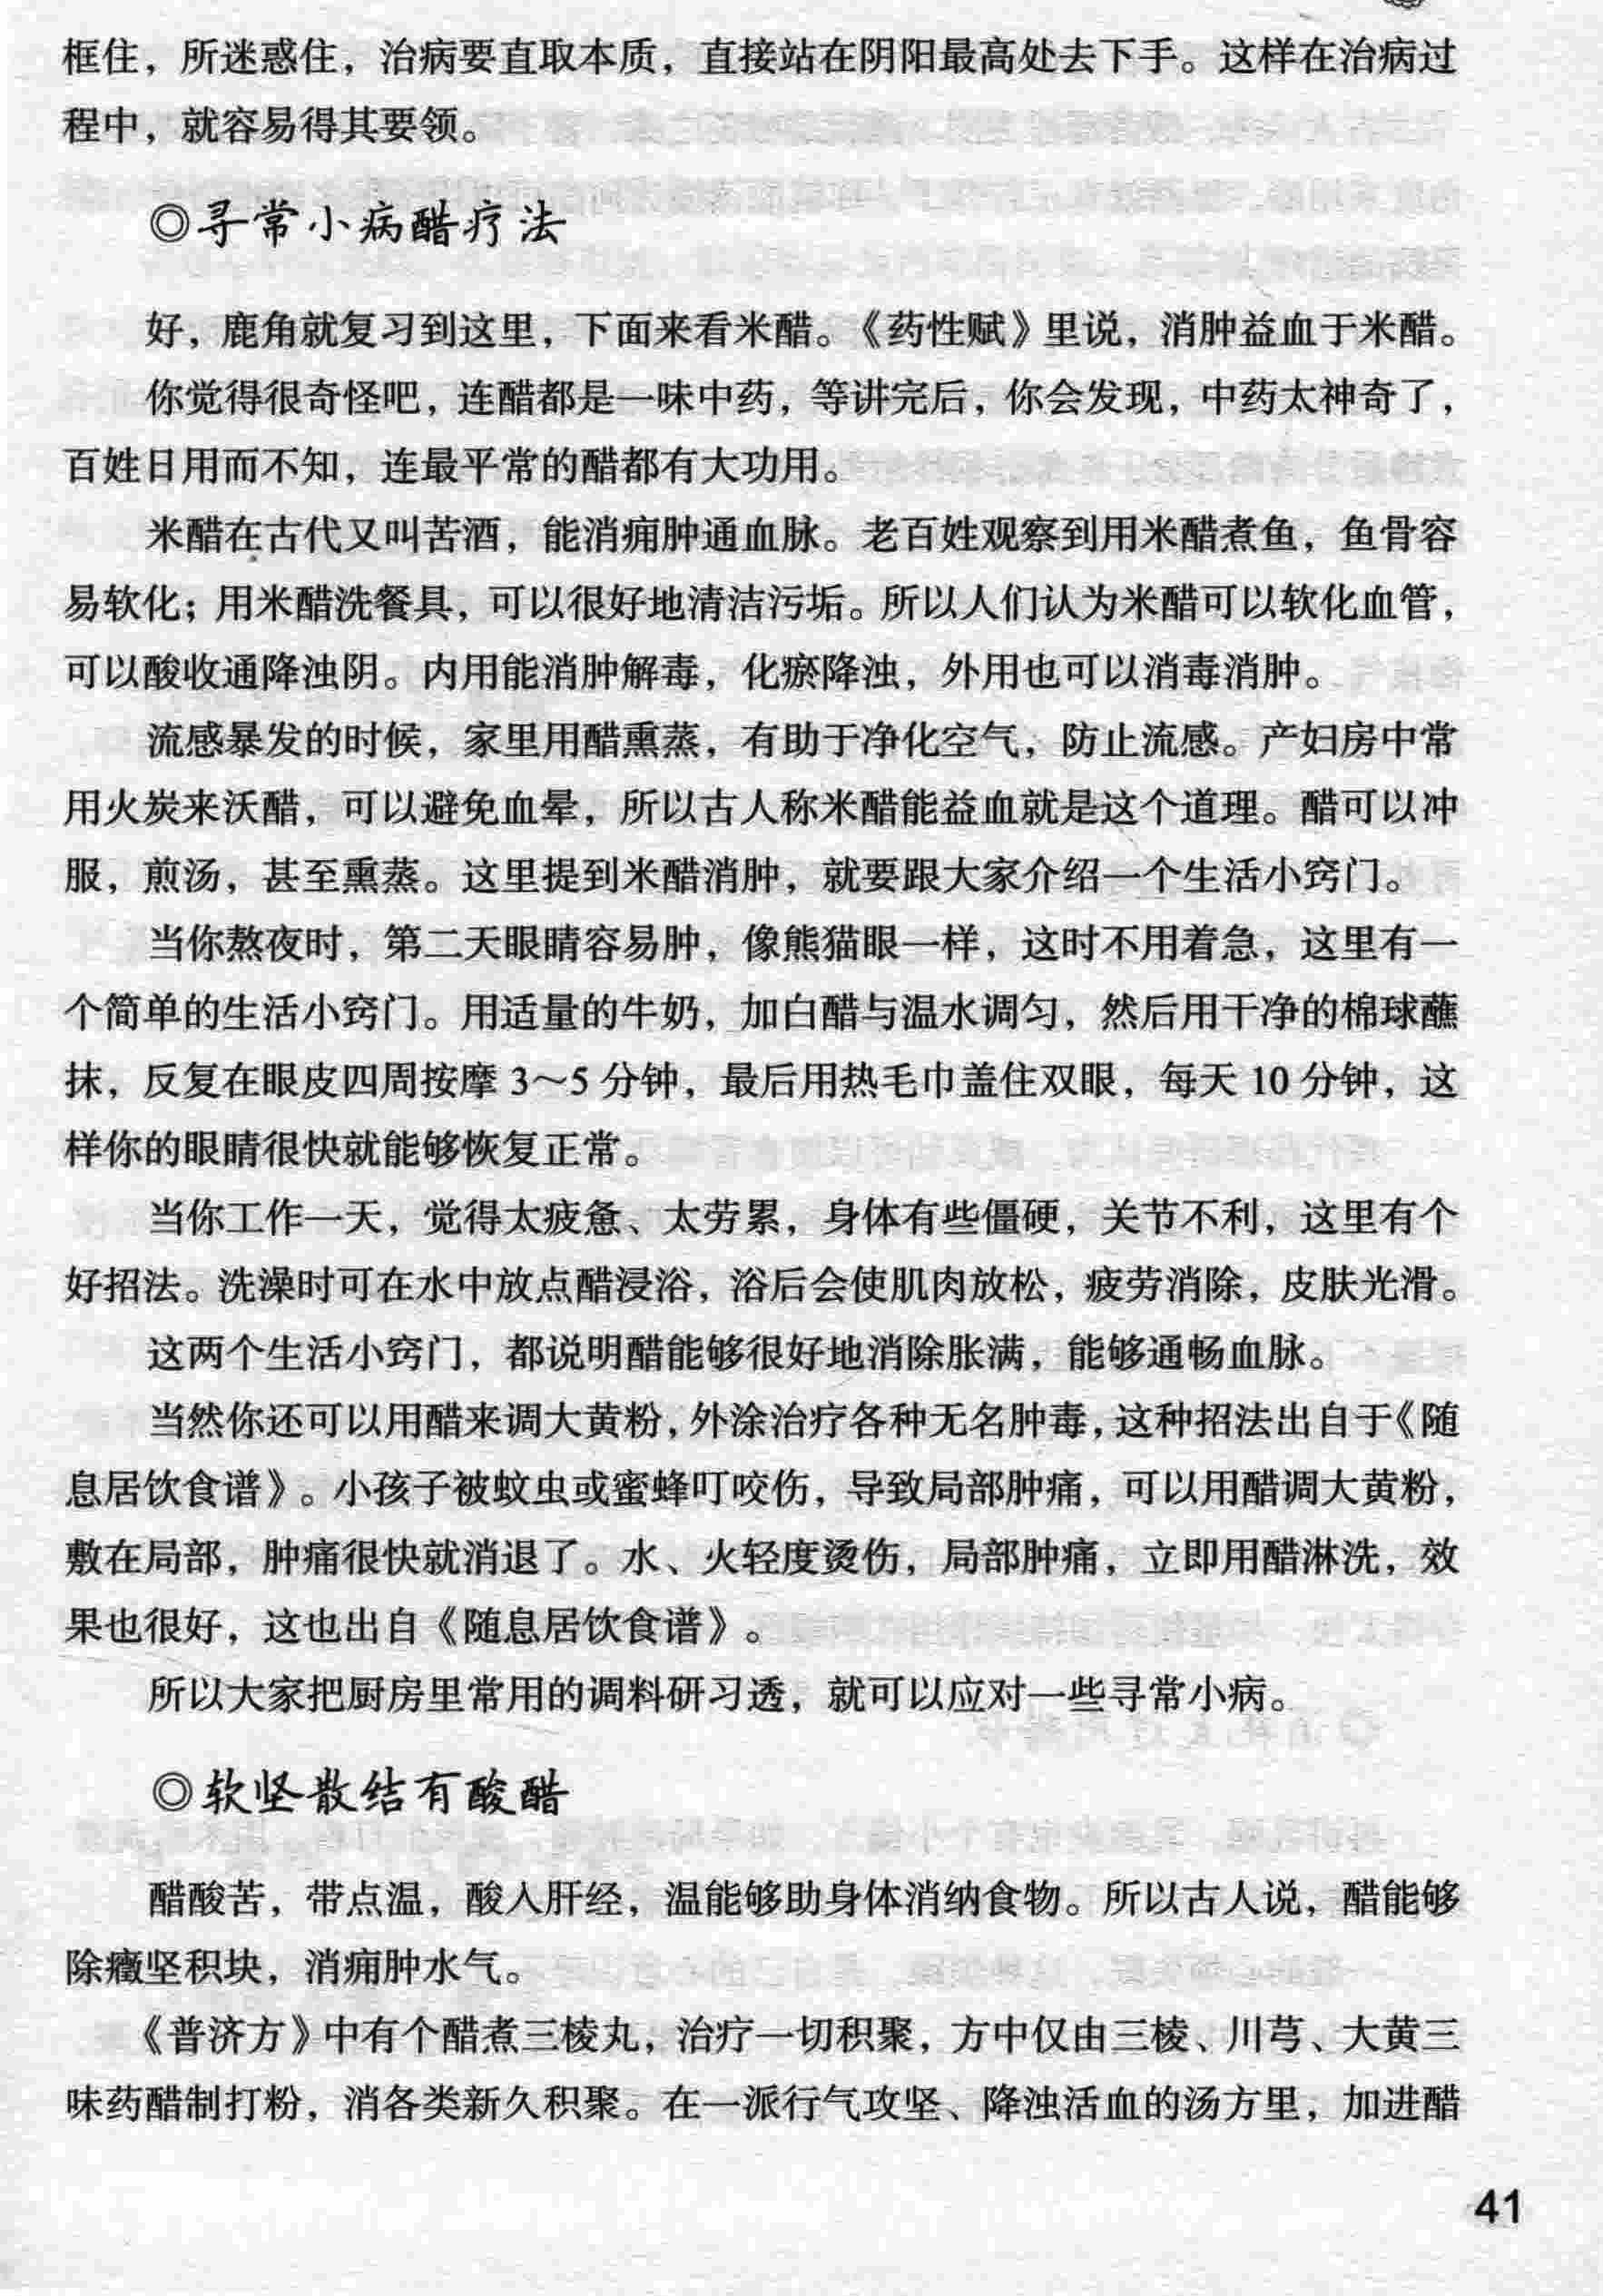 框住，所迷惑住，治病要直取本质，直接站在阴阳最高处去下手。这样在治病过
程中，就容易得其要领。
◎寻常小病醋疗法
好，鹿角就复习到这里，下面来看米醋。《药性赋》里说，消肿益血于米醋。
你觉得很奇怪吧，连醋都是一味中药，等讲完后，你会发现，中药太神奇了，
百姓日用而不知，连最平常的醋都有大功用。
米醋在古代又叫苦酒，能消痈肿通血脉。老百姓观察到用米醋煮鱼，鱼骨容
易软化；用米醋洗餐具，可以很好地清洁污垢。所以人们认为米醋可以软化血管，
可以酸收通降浊阴。内用能消肿解毒，化瘀降浊，外用也可以消毒消肿。
流感暴发的时候，家里用醋熏蒸，有助于净化空气，防止流感。产妇房中常
用火炭来沃醋，可以避免血晕，所以古人称米醋能益血就是这个道理。醋可以冲
服，煎汤，甚至熏蒸。这里提到米醋消肿，就要跟大家介绍一个生活小窍门。
当你熬夜时，第二天眼睛容易肿，像熊猫眼一样，这时不用着急，这里有一
个简单的生活小窍门。用适量的牛奶，加白醋与温水调匀，然后用干净的棉球蘸
抹，反复在眼皮四周按摩 3～5 分钟，最后用热毛巾盖住双眼，每天 10 分钟，这
样你的眼睛很快就能够恢复正常。
当你工作一天，觉得太疲惫、太劳累，身体有些僵硬，关节不利，这里有个
好招法。洗澡时可在水中放点醋浸浴，浴后会使肌肉放松，疲劳消除，皮肤光滑。
这两个生活小窍门，都说明醋能够很好地消除胀满，能够通畅血脉。
当然你还可以用醋来调大黄粉，外涂治疗各种无名肿毒，这种招法出自于《随
息居饮食谱》。小孩子被蚊虫或蜜蜂叮咬伤，导致局部肿痛，可以用醋调大黄粉，
敷在局部，肿痛很快就消退了。水、火轻度烫伤，局部肿痛，立即用醋淋洗，效
果也很好，这也出自《随息居饮食谱》。
所以大家把厨房里常用的调料研习透，就可以应对一些寻常小病。
◎软坚散结有酸醋
醋酸苦，带点温，酸入肝经，温能够助身体消纳食物。所以古人说，醋能够
除癥坚积块，消痈肿水气。
《普济方》中有个醋煮三棱丸，治疗一切积聚，方中仅由三棱、川芎、大黄三
味药醋制打粉，消各类新久积聚。在一派行气攻坚、降浊活血的汤方里，加进醋
41